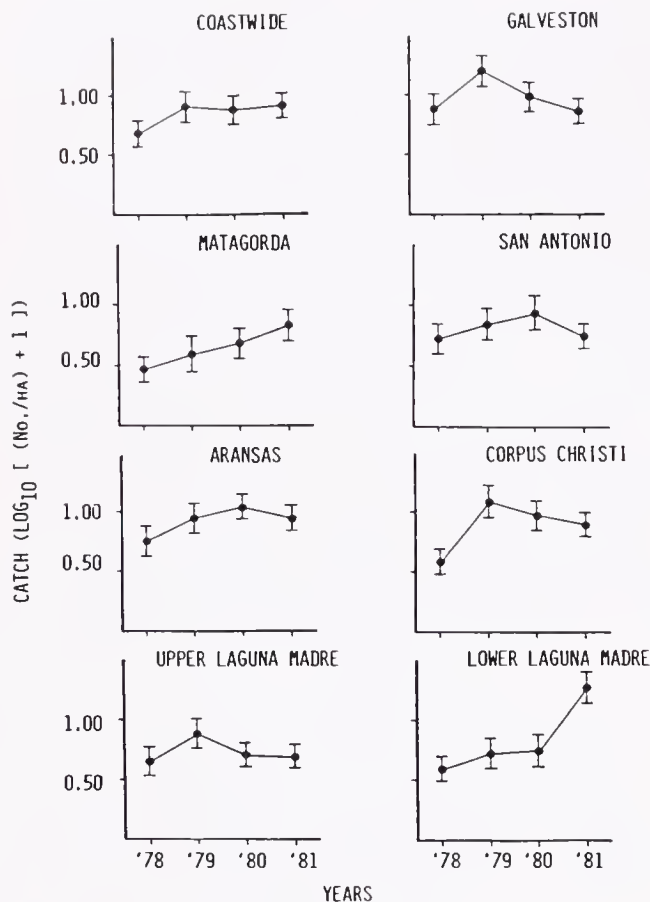 COASTWIDE
GALVESTON
1.00
0.50
MATAGORDA
SAN ANTONIO
1.00
0.50
ARANSAS
CORPUS CHRISTI
1.00
0.50
UPPER LAGUNA MADRE
LOWER LAGUNA MADRE
1.00
0.50
CATCH (LOG10 [ (No./HA) + 1 ])
'78 '79 '80 '81
'78 '79 '80 '81
YEARS